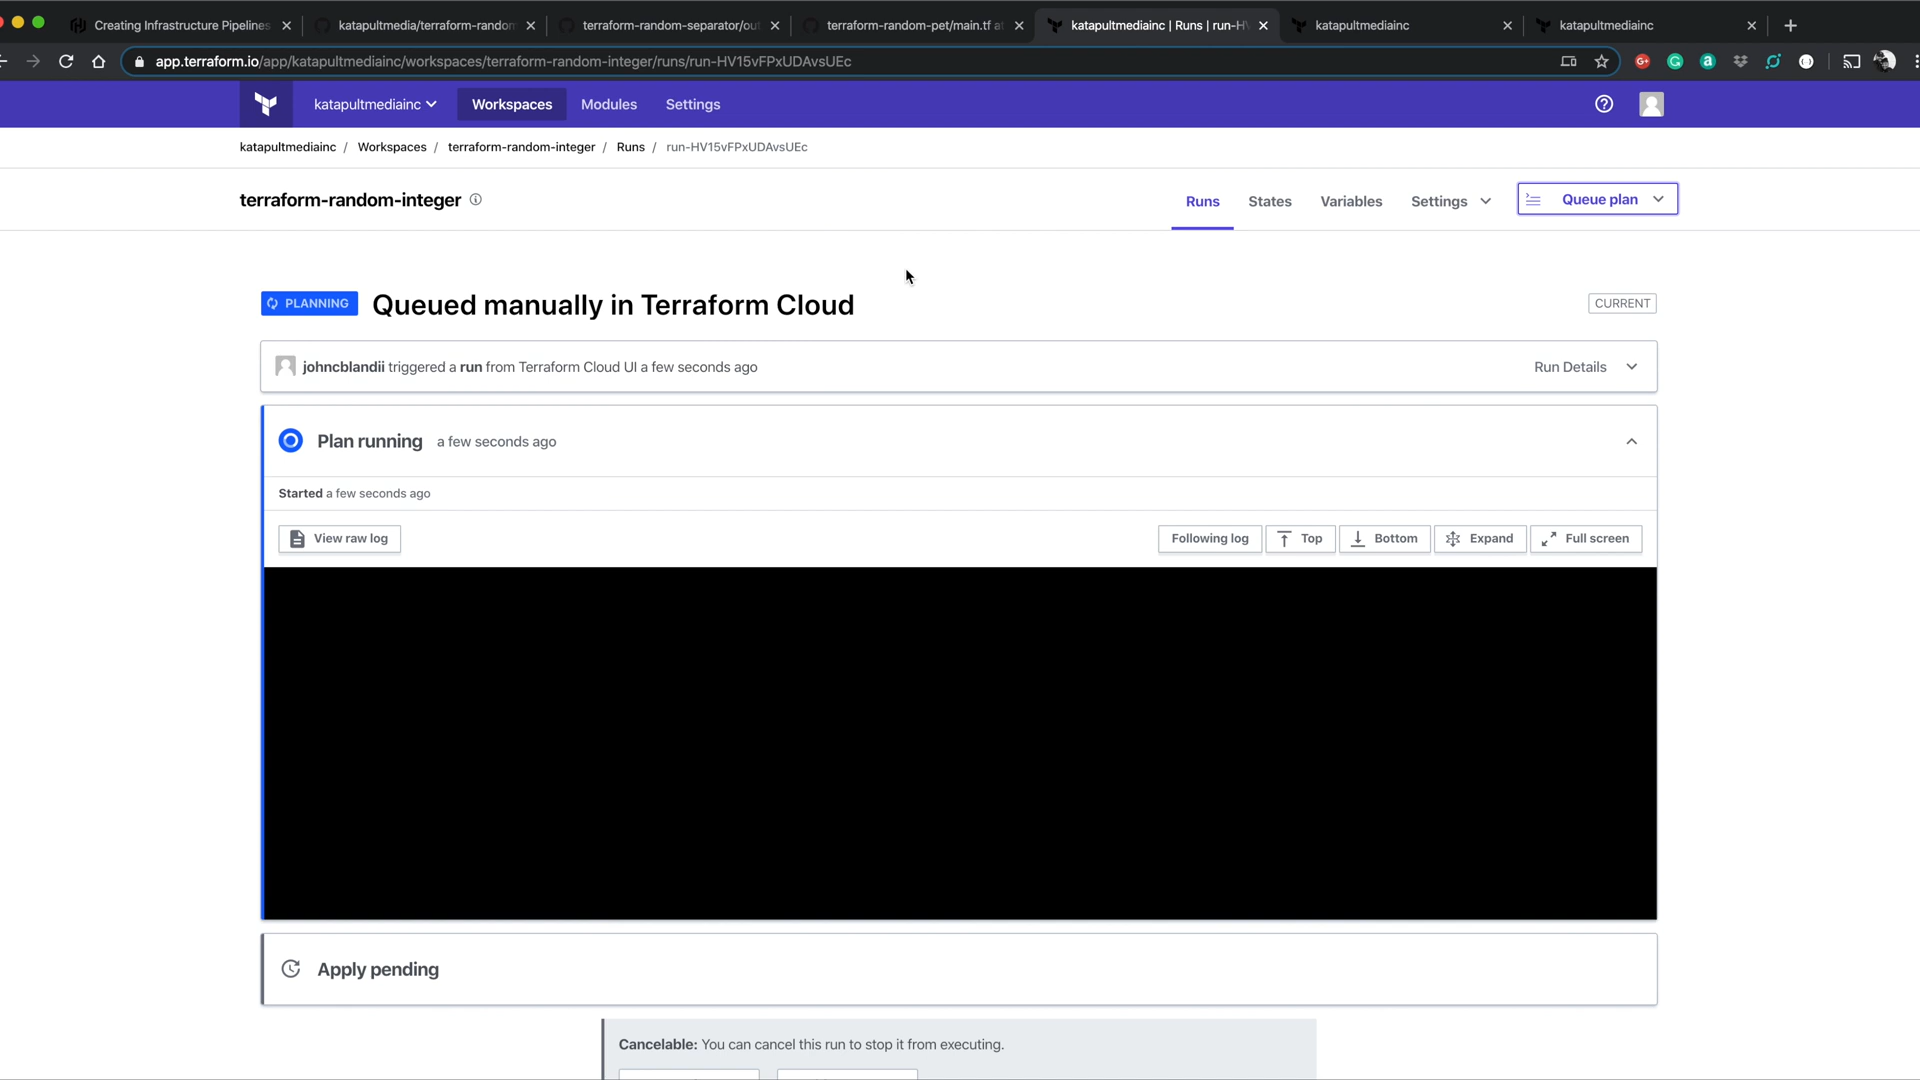 Creating Infrastructure Pipelines
katapultmedia/terraform-random
terraform-random-separator/out
terraform-random-pet/main.tf at
katapultmediainc | Runs | run-HV
katapultmediainc
katapultmediainc
app.terraform.io/app/katapultmediainc/workspaces/terraform-random-integer/runs/run-HV15vFPxUDAvsUEc
katapultmediainc Workspaces Modules Settings
katapultmediainc / Workspaces / terraform-random-integer / Runs / run-HV15vFPxUDAvsUEc
terraform-random-integer
Runs States Variables Settings Queue plan
PLANNING Queued manually in Terraform Cloud CURRENT
johncblandii triggered a run from Terraform Cloud UI a few seconds ago Run Details
Plan running a few seconds ago
Started a few seconds ago
View raw log Following log Top Bottom Expand Full screen
Apply pending
Cancelable: You can cancel this run to stop it from executing.